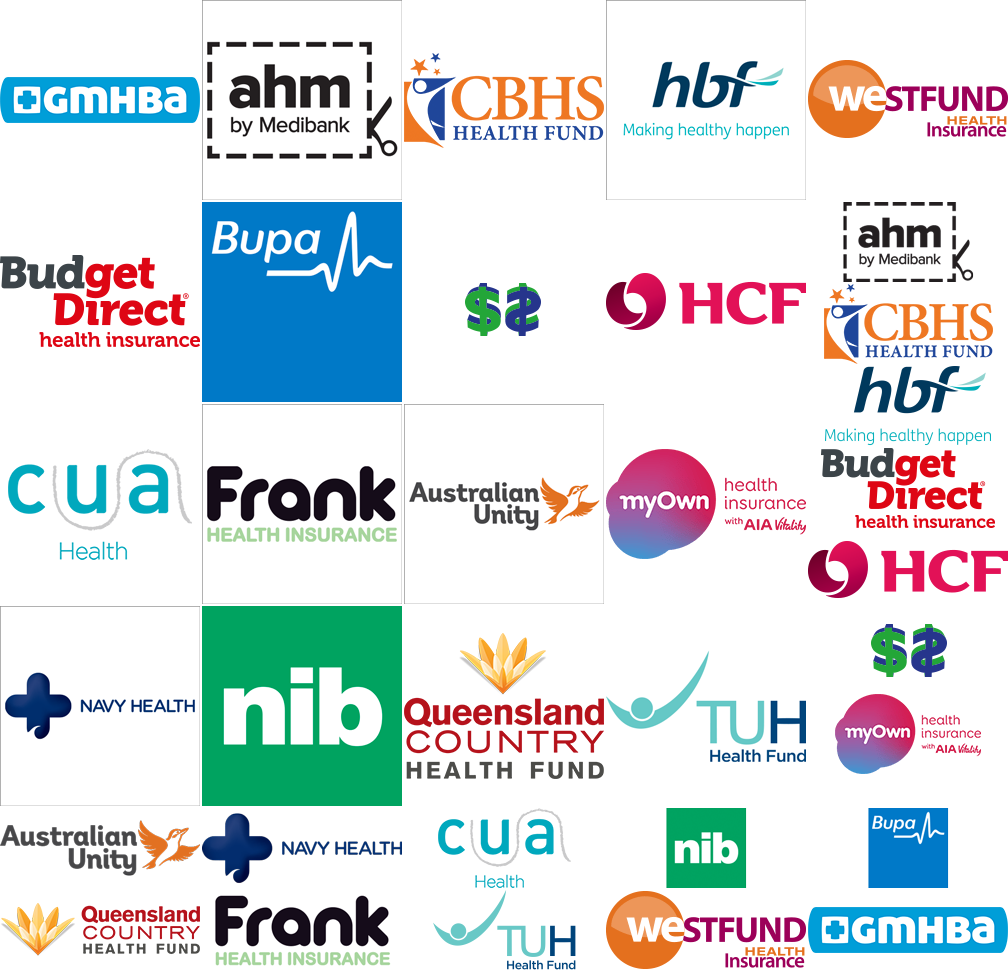 GMHBa
ahm
by Medibank
CBHS
HEALTH FUND
hbf
Making healthy happen
weSTFUND
HEALTH
Insurance
Budget
Direct®
health insurance
Bupa
$$
HCF
ahm
by Medibank
CBHS
HEALTH FUND
hbf
Making healthy happen
Budget
Direct®
health insurance
HCF
cua
Health
Frank
HEALTH INSURANCE
Australian
Unity
myOwn
health
insurance
with AIA Vitality
NAVY HEALTH
nib
Queensland
COUNTRY
HEALTH FUND
TUH
Health Fund
$$
myOwn
health
insurance
with AIA Vitality
Australian
Unity
NAVY HEALTH
cua
Health
nib
Bupa
Queensland
COUNTRY
HEALTH FUND
Frank
HEALTH INSURANCE
TUH
Health Fund
weSTFUND
HEALTH
Insurance
GMHBa